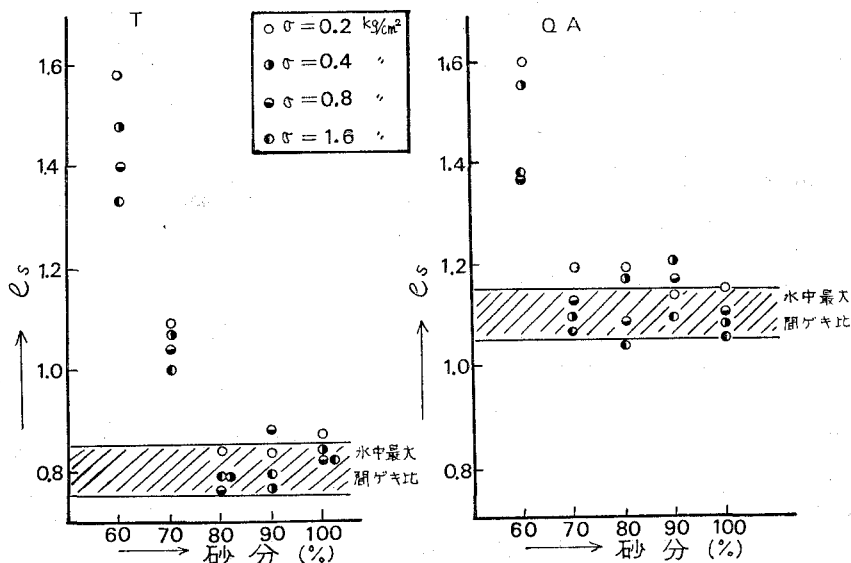 T
○ σ=0.2 kg/cm²
◑ σ=0.4 〃
◒ σ=0.8 〃
◐ σ=1.6 〃
1.6
1.4
1.2
1.0
0.8
es
60 70 80 90 100
砂分(%)
水中最大
間ゲキ比
QA
1.6
1.4
1.2
1.0
0.8
es
60 70 80 90 100
砂分(%)
水中最大
間ゲキ比